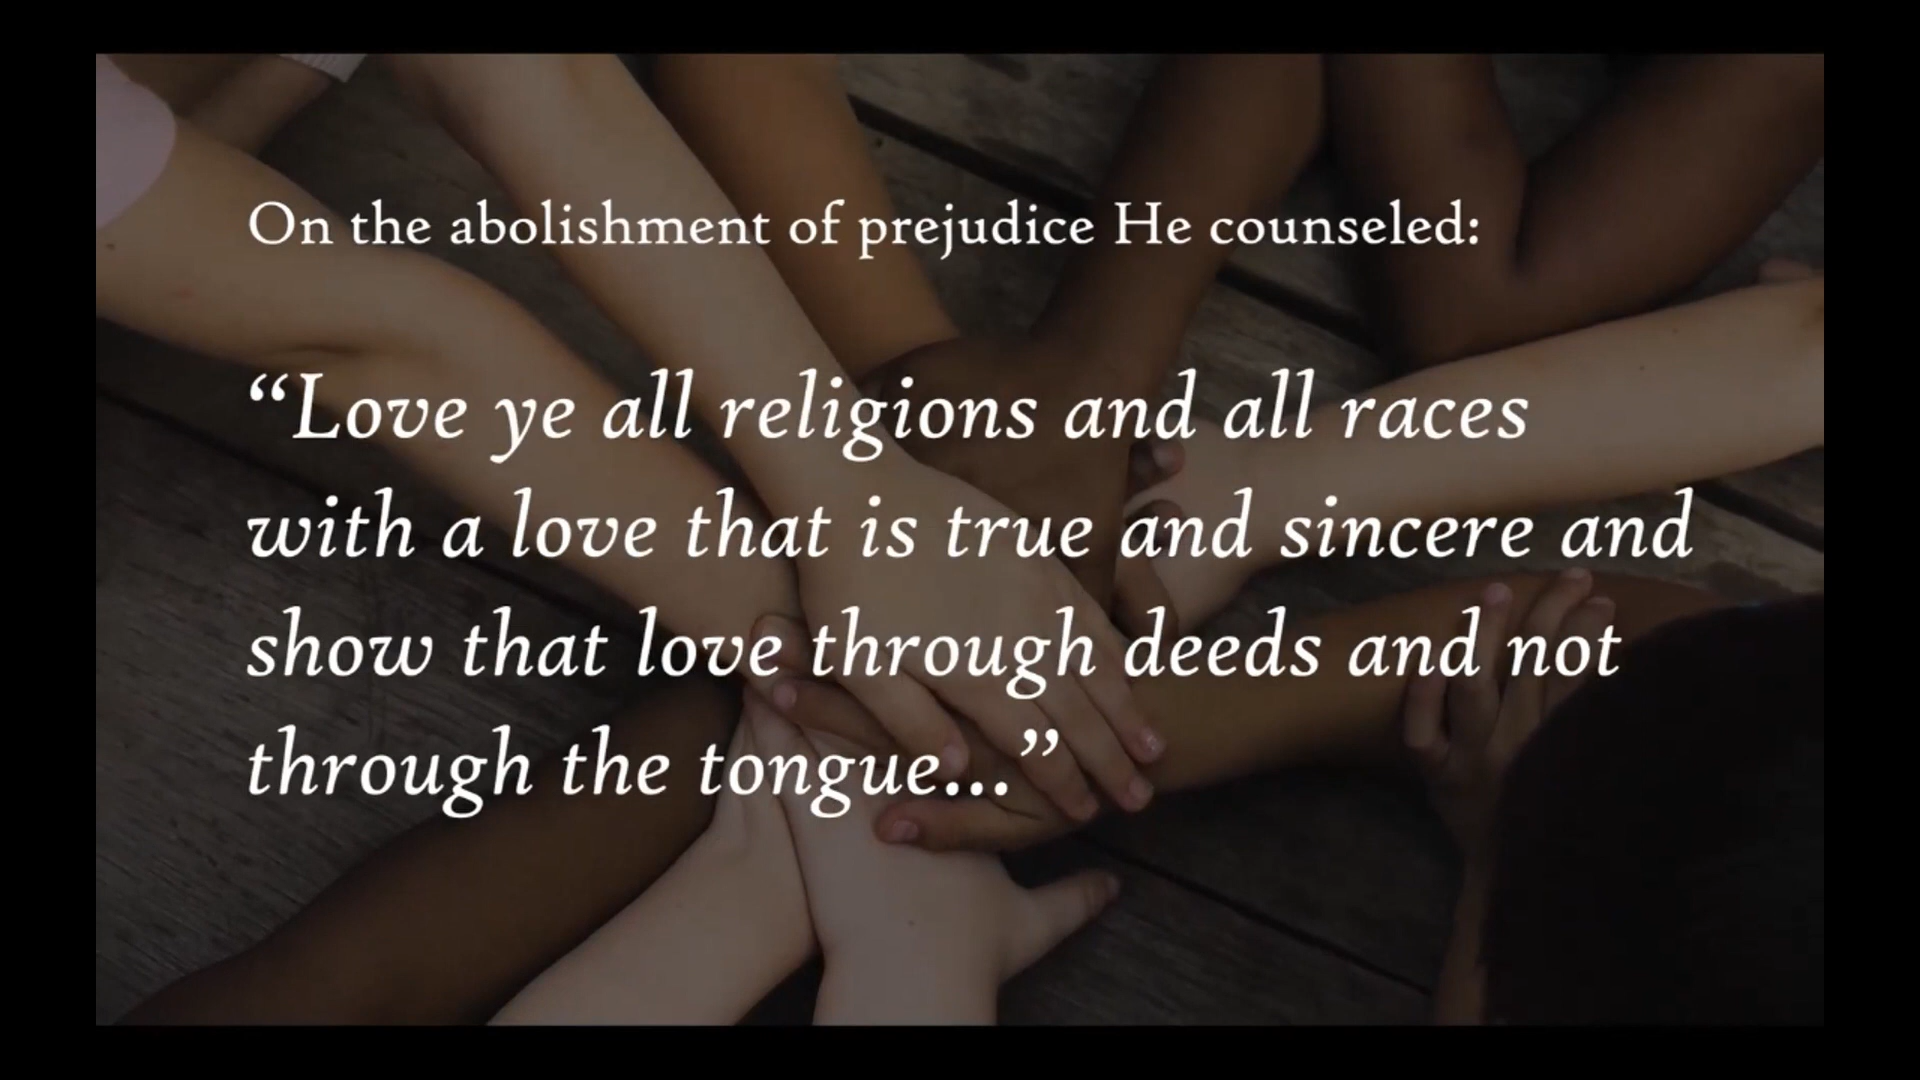 On the abolishment of prejudice He counseled:
“Love ye all religions and all races
with a love that is true and sincere and
show that love through deeds and not
through the tongue...”